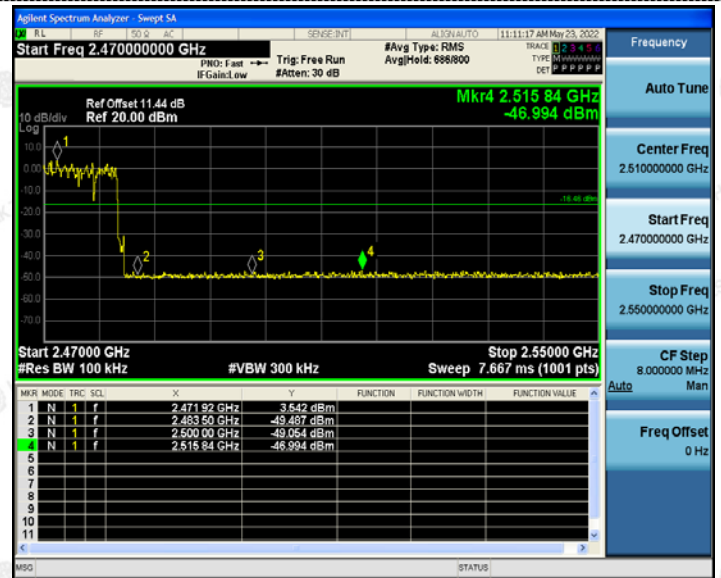 Agilent Spectrum Analyzer - Swept SA
RL RF 50 Ω AC SENSE:INT ALIGNAUTO 11:11:17 AM May 23, 2022
Start Freq 2.470000000 GHz
PNO: Fast
IFGain:Low
Trig: Free Run
#Atten: 30 dB
#Avg Type: RMS
Avg|Hold: 686/800
TRACE 1 2 3 4 5 6
TYPE M W W W W W
DET P P P P P P
Ref Offset 11.44 dB
10 dB/div Ref 20.00 dBm
Log
Mkr4 2.515 84 GHz
-46.994 dBm
10.0
0.00
-10.0
-20.0
-30.0
-40.0
-50.0
-60.0
-70.0
1
2
3
4
-16.46 dBm
Start 2.47000 GHz Stop 2.55000 GHz
#Res BW 100 kHz #VBW 300 kHz Sweep 7.667 ms (1001 pts)
MKR MODE TRC SCL X Y FUNCTION FUNCTION WIDTH FUNCTION VALUE
1 N 1 f 2.471 92 GHz 3.542 dBm
2 N 1 f 2.483 50 GHz -49.487 dBm
3 N 1 f 2.500 00 GHz -49.054 dBm
4 N 1 f 2.515 84 GHz -46.994 dBm
5
6
7
8
9
10
11
MSG STATUS
Frequency
Auto Tune
Center Freq
2.510000000 GHz
Start Freq
2.470000000 GHz
Stop Freq
2.550000000 GHz
CF Step
8.000000 MHz
Auto Man
Freq Offset
0 Hz